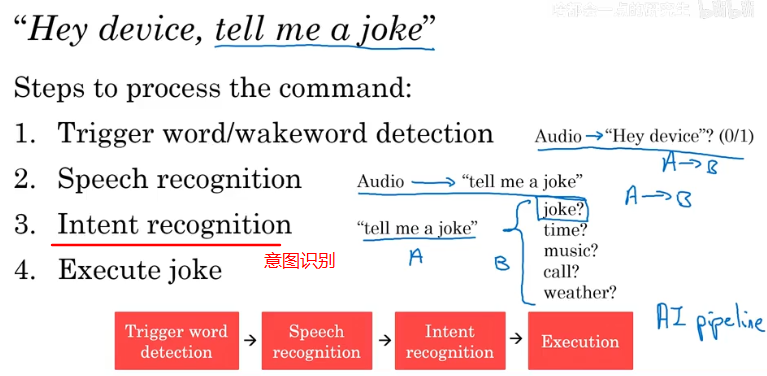 “Hey device, tell me a joke”
Steps to process the command:
1. Trigger word/wakeword detection
Audio → “Hey device”? (0/1)
A → B
2. Speech recognition
Audio → “tell me a joke”
A → B
3. Intent recognition
意图识别
“tell me a joke”
A
B
joke?
time?
music?
call?
weather?
4. Execute joke
AI pipeline
Trigger word detection → Speech recognition → Intent recognition → Execution